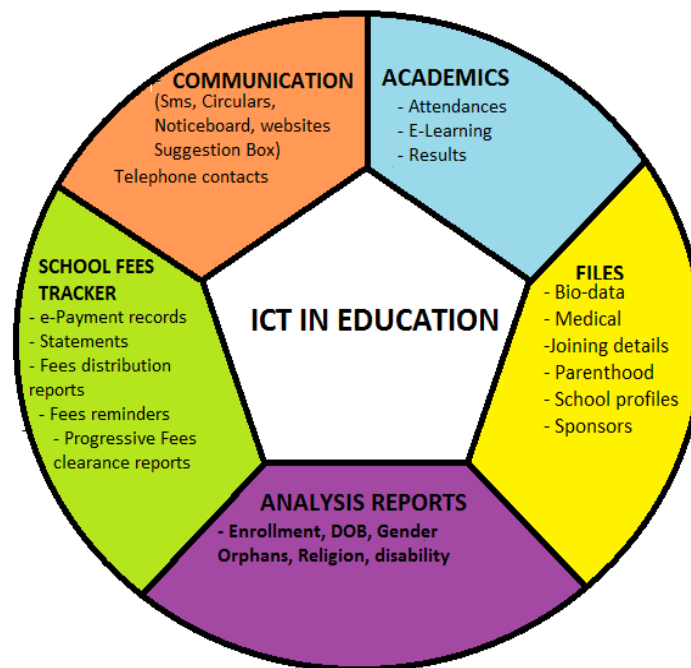 COMMUNICATION
(Sms, Circulars,
Noticeboard, websites
Suggestion Box)
Telephone contacts
ACADEMICS
- Attendances
- E-Learning
- Results
SCHOOL FEES
TRACKER
- e-Payment records
- Statements
- Fees distribution
reports
- Fees reminders
- Progressive Fees
clearance reports
ICT IN EDUCATION
FILES
- Bio-data
- Medical
-Joining details
- Parenthood
- School profiles
- Sponsors
ANALYSIS REPORTS
- Enrollment, DOB, Gender
Orphans, Religion, disability